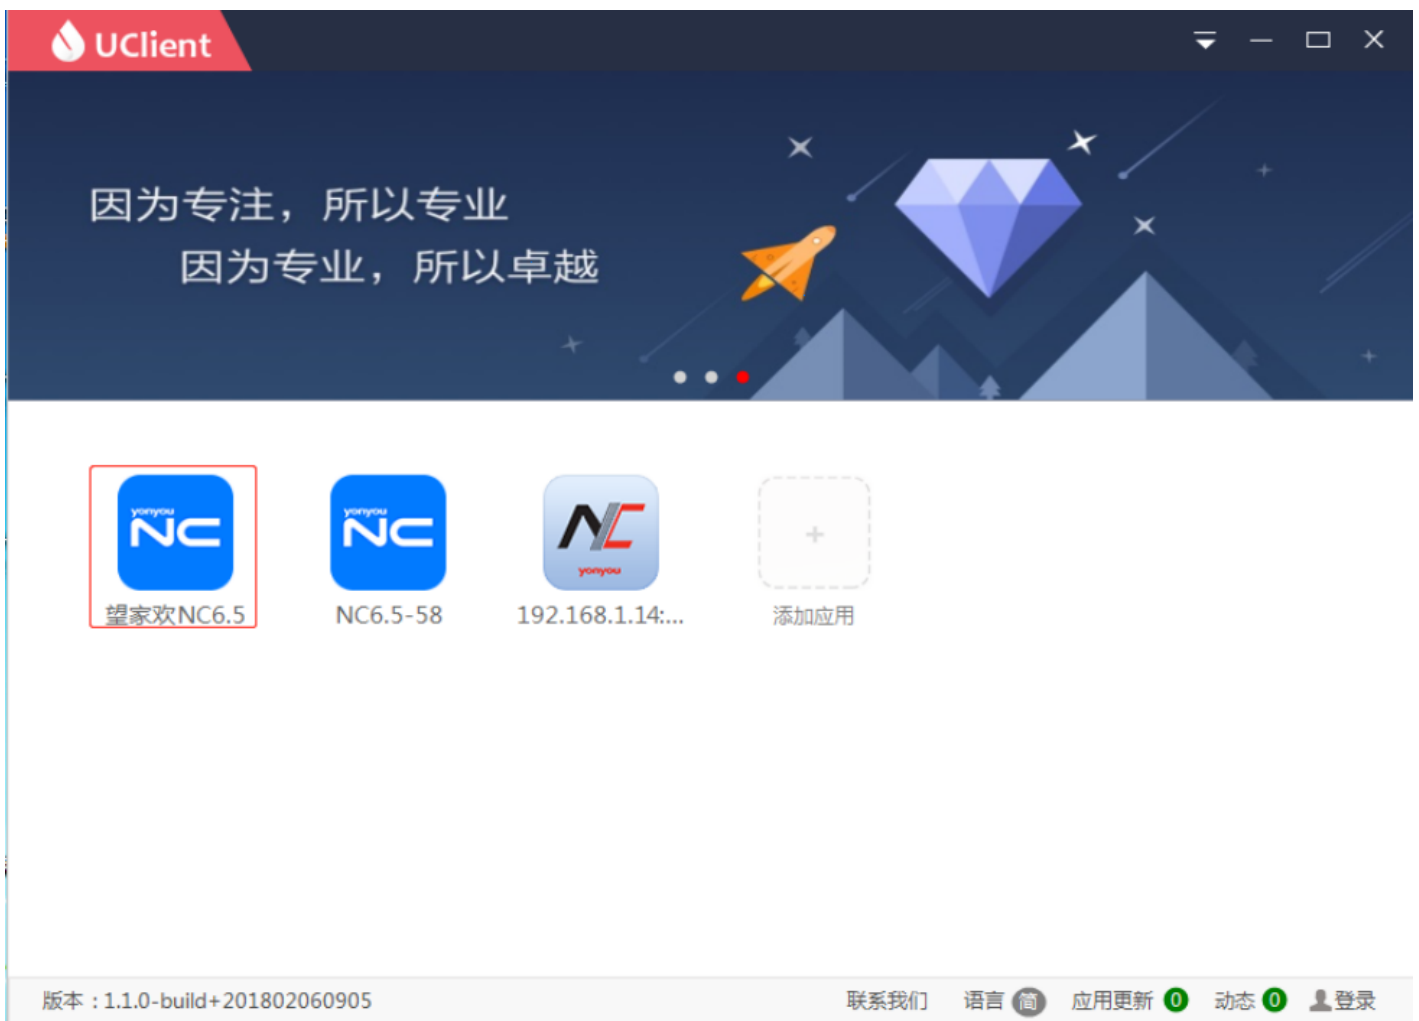 UClient
因为专注，所以专业
因为专业，所以卓越
yonyou
NC
yonyou
NC
NC
yonyou
望家欢NC6.5
NC6.5-58
192.168.1.14:...
添加应用
版本：1.1.0-build+201802060905
联系我们
语言 简
应用更新 0
动态 0
登录